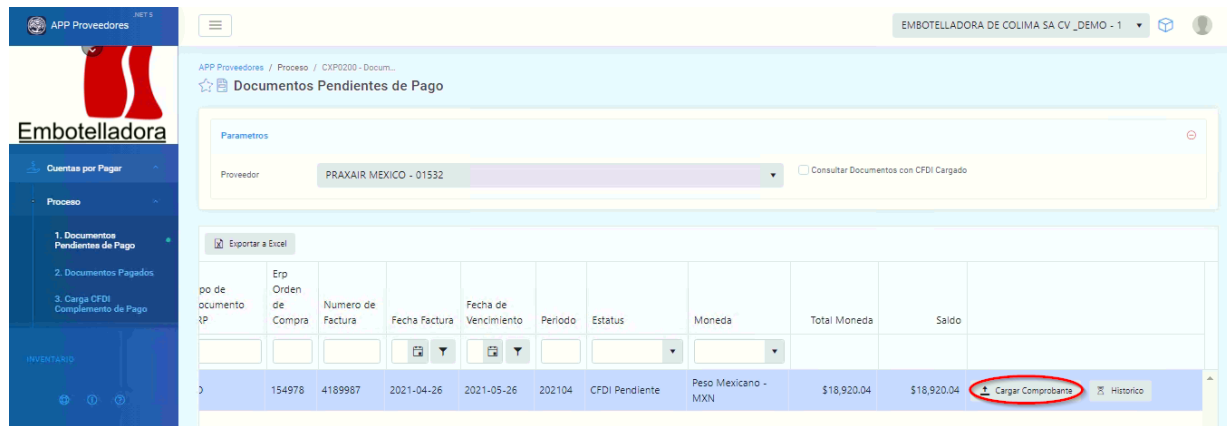 .NET 5
APP Proveedores
EMBOTELLADORA DE COLIMA SA CV _DEMO - 1
Embotelladora
APP Proveedores / Proceso / CXP0200 - Docum...
Documentos Pendientes de Pago
Parametros
Proveedor
PRAXAIR MEXICO - 01532
Consultar Documentos con CFDI Cargado
Cuentas por Pagar
Proceso
1. Documentos
Pendientes de Pago
2. Documentos Pagados
3. Carga CFDI
Complemento de Pago
INVENTARIO
Exportar a Excel
po de
ocumento
RP
Erp
Orden
de
Compra
Numero de
Factura
Fecha Factura
Fecha de
Vencimiento
Periodo
Estatus
Moneda
Total Moneda
Saldo
154978
4189987
2021-04-26
2021-05-26
202104
CFDI Pendiente
Peso Mexicano -
MXN
$18,920.04
$18,920.04
Cargar Comprobante
Historico